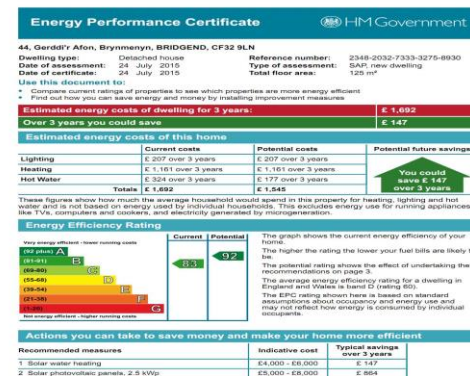 Energy Performance Certificate
HM Government
44, Gerddi'r Afon, Brynmenyn, BRIDGEND, CF32 9LN
Dwelling type: Detached house Reference number: 2348-2032-7333-3275-8930
Date of assessment: 24 July 2015 Type of assessment: SAP, new dwelling
Date of certificate: 24 July 2015 Total floor area: 125 m²
Use this document to:
• Compare current ratings of properties to see which properties are more energy efficient
• Find out how you can save energy and money by installing improvement measures
Estimated energy costs of dwelling for 3 years: £ 1,692
Over 3 years you could save £ 147
Estimated energy costs of this home
Current costs Potential costs Potential future savings
Lighting £ 207 over 3 years £ 207 over 3 years
Heating £ 1,161 over 3 years £ 1,161 over 3 years
Hot Water £ 324 over 3 years £ 177 over 3 years
Totals £ 1,692 £ 1,545
You could
save £ 147
over 3 years
These figures show how much the average household would spend in this property for heating, lighting and hot
water and is not based on energy used by individual households. This excludes energy use for running appliances
like TVs, computers and cookers, and electricity generated by microgeneration.
Energy Efficiency Rating
Current Potential
Very energy efficient - lower running costs
(92 plus) A
(81-91) B
(69-80) C
(55-68) D
(39-54) E
(21-38) F
(1-20) G
Not energy efficient - higher running costs
83
92
The graph shows the current energy efficiency of your
home.
The higher the rating the lower your fuel bills are likely t
be.
The potential rating shows the effect of undertaking the
recommendations on page 3.
The average energy efficiency rating for a dwelling in
England and Wales is band D (rating 60).
The EPC rating shown here is based on standard
assumptions about occupancy and energy use and
may not reflect how energy is consumed by individual
occupants.
Actions you can take to save money and make your home more efficient
Recommended measures Indicative cost Typical savings
over 3 years
1 Solar water heating £4,000 - £6,000 £ 147
2 Solar photovoltaic panels, 2.5 kWp £5,000 - £8,000 £ 864